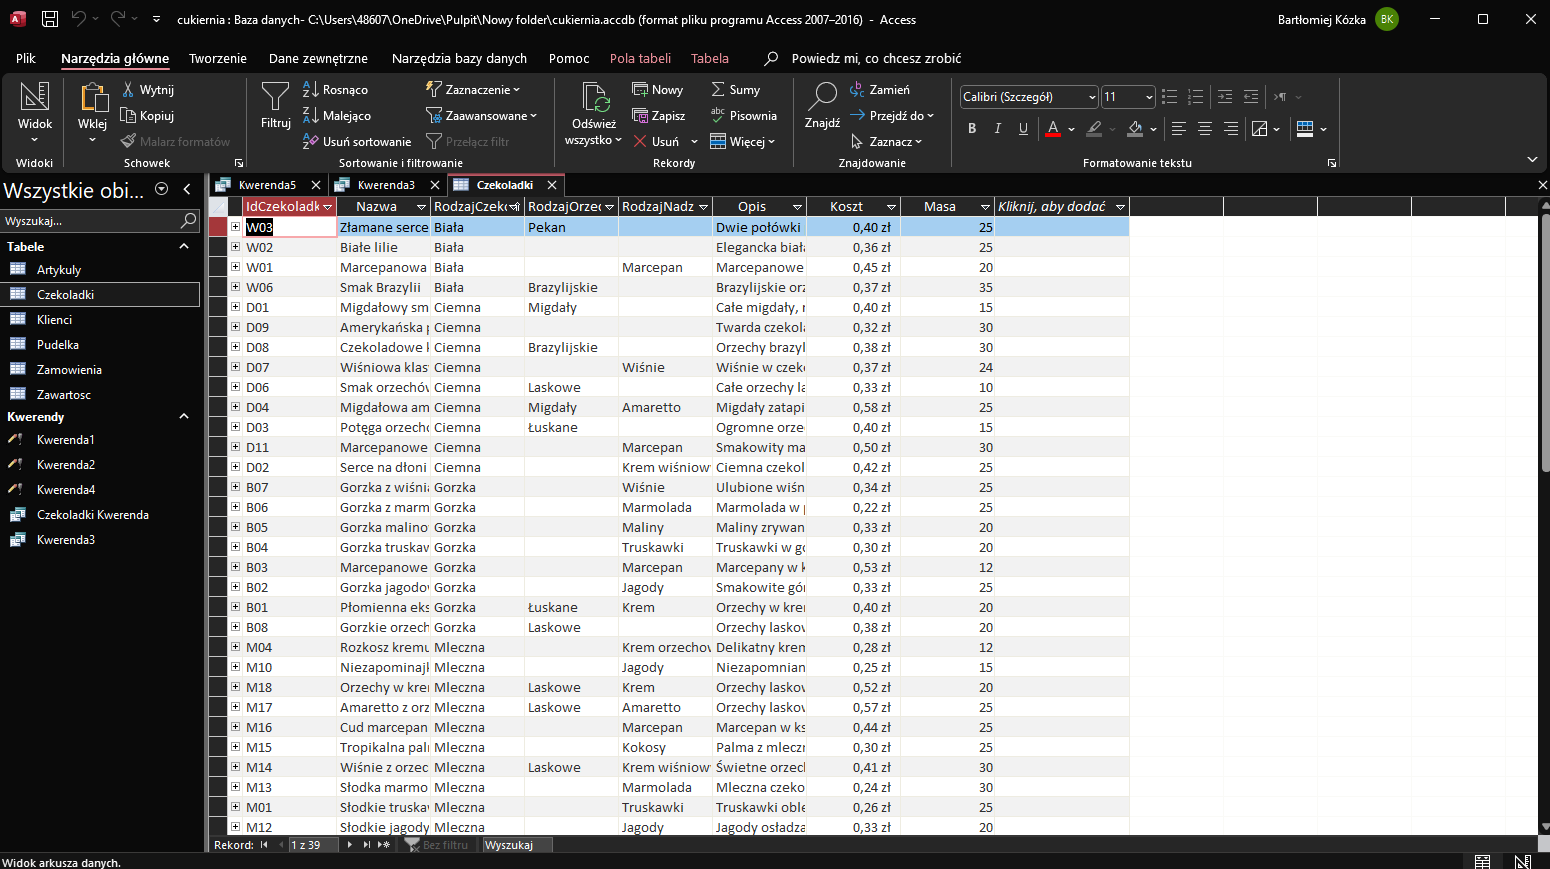 cukiernia : Baza danych- C:\Users\48607\OneDrive\Pulpit\Nowy folder\cukiernia.accdb (format pliku programu Access 2007–2016) - Access
Bartłomiej Kózka
BK
Plik Narzędzia główne Tworzenie Dane zewnętrzne Narzędzia bazy danych Pomoc Pola tabeli Tabela Powiedz mi, co chcesz zrobić
Widok
Widoki
Wklej
Wytnij
Kopiuj
Malarz formatów
Schowek
Filtruj
Rosnąco
Malejąco
Usuń sortowanie
Zaznaczenie
Zaawansowane
Przełącz filtr
Sortowanie i filtrowanie
Odśwież
wszystko
Nowy
Zapisz
Usuń
Sumy
Pisownia
Więcej
Rekordy
Znajdź
Zamień
Przejdź do
Zaznacz
Znajdowanie
Calibri (Szczegół) 11
B I U A
Formatowanie tekstu
Wszystkie obi...
Wyszukaj...
Tabele
Artykuly
Czekoladki
Klienci
Pudelka
Zamowienia
Zawartosc
Kwerendy
Kwerenda1
Kwerenda2
Kwerenda4
Czekoladki Kwerenda
Kwerenda3
Kwerenda5 Kwerenda3 Czekoladki
IdCzekoladk Nazwa RodzajCzek RodzajOrzec RodzajNadz Opis Koszt Masa Kliknij, aby dodać
W03 Złamane serce Biała Pekan Dwie połówki 0,40 zł 25
W02 Białe lilie Biała Elegancka biała 0,36 zł 25
W01 Marcepanowa Biała Marcepan Marcepanowe 0,45 zł 20
W06 Smak Brazylii Biała Brazylijskie Brazylijskie orz 0,37 zł 35
D01 Migdałowy sm Ciemna Migdały Całe migdały, r 0,40 zł 15
D09 Amerykańska p Ciemna Twarda czekola 0,32 zł 30
D08 Czekoladowe k Ciemna Brazylijskie Orzechy brazyl 0,38 zł 30
D07 Wiśniowa klas Ciemna Wiśnie Wiśnie w czeko 0,37 zł 24
D06 Smak orzechów Ciemna Laskowe Całe orzechy la 0,33 zł 10
D04 Migdałowa am Ciemna Migdały Amaretto Migdały zatapi 0,58 zł 25
D03 Potęga orzecho Ciemna Łuskane Ogromne orze 0,40 zł 15
D11 Marcepanowe Ciemna Marcepan Smakowity ma 0,50 zł 30
D02 Serce na dłoni Ciemna Krem wiśniow Ciemna czekol 0,42 zł 25
B07 Gorzka z wiśnia Gorzka Wiśnie Ulubione wiśn 0,34 zł 25
B06 Gorzka z marm Gorzka Marmolada Marmolada w p 0,22 zł 25
B05 Gorzka malino Gorzka Maliny Maliny zrywan 0,33 zł 20
B04 Gorzka truskaw Gorzka Truskawki Truskawki w go 0,30 zł 20
B03 Marcepanowe Gorzka Marcepan Marcepany w k 0,53 zł 12
B02 Gorzka jagodo Gorzka Jagody Smakowite gór 0,33 zł 25
B01 Płomienna eks Gorzka Łuskane Krem Orzechy w kre 0,40 zł 20
B08 Gorzkie orzech Gorzka Laskowe Orzechy laskow 0,38 zł 20
M04 Rozkosz kremu Mleczna Krem orzechow Delikatny krem 0,28 zł 12
M10 Niezapominajk Mleczna Jagody Niezapomnian 0,25 zł 15
M18 Orzechy w kre Mleczna Laskowe Krem Orzechy laskow 0,52 zł 20
M17 Amaretto z orz Mleczna Laskowe Amaretto Orzechy laskow 0,57 zł 25
M16 Cud marcepan Mleczna Marcepan Marcepan w ks 0,44 zł 25
M15 Tropikalna pal Mleczna Kokosy Palma z mleczn 0,30 zł 25
M14 Wiśnie z orzec Mleczna Laskowe Krem wiśniow Świetne orzech 0,41 zł 30
M13 Słodka marmo Mleczna Marmolada Mleczna czeko 0,24 zł 30
M01 Słodkie truska Mleczna Truskawki Truskawki oble 0,26 zł 25
M12 Słodkie jagody Mleczna Jagody Jagody osładza 0,33 zł 20
Rekord: 1 z 39 Bez filtru Wyszukaj
Widok arkusza danych.